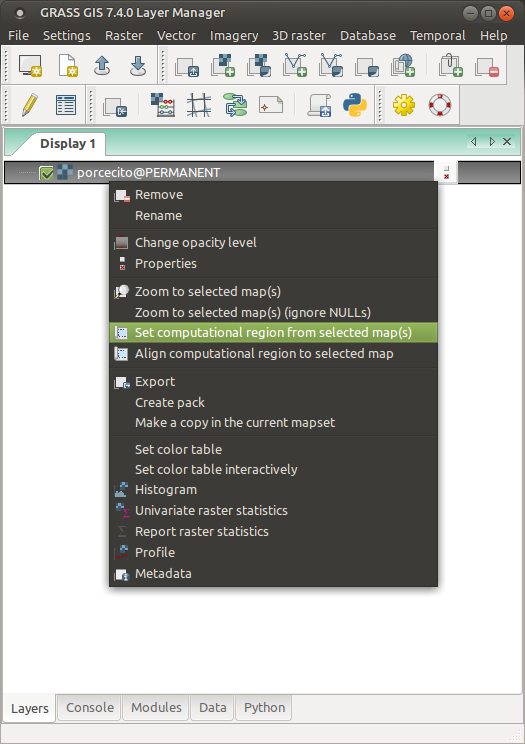 GRASS GIS 7.4.0 Layer Manager
File Settings Raster Vector Imagery 3D raster Database Temporal Help
Display 1
porcecito@PERMANENT
Remove
Rename
Change opacity level
Properties
Zoom to selected map(s)
Zoom to selected map(s) (ignore NULLs)
Set computational region from selected map(s)
Align computational region to selected map
Export
Create pack
Make a copy in the current mapset
Set color table
Set color table interactively
Histogram
Univariate raster statistics
Report raster statistics
Profile
Metadata
Layers Console Modules Data Python